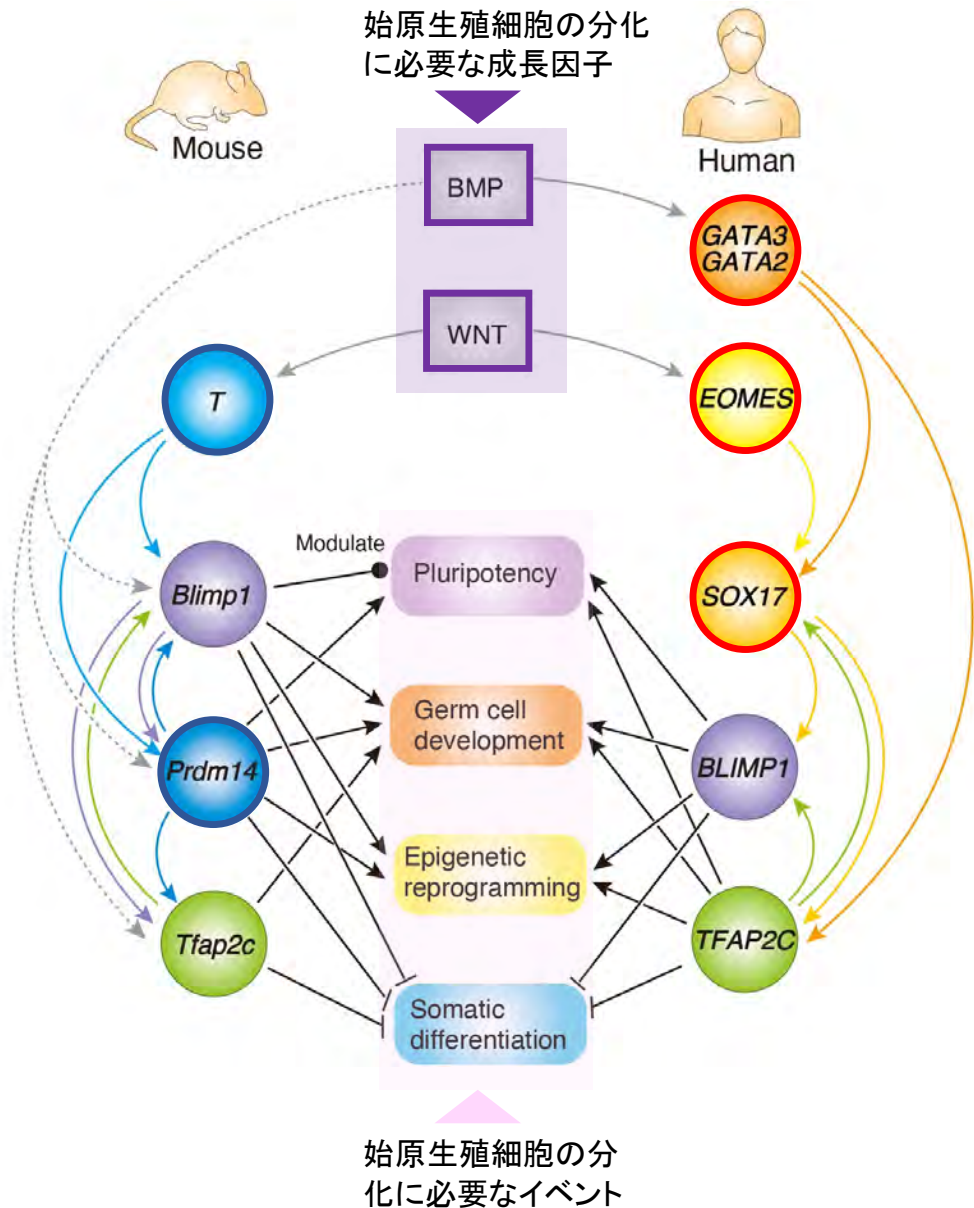 始原生殖細胞の分化
に必要な成長因子
Mouse
Human
BMP
GATA3
GATA2
WNT
T
EOMES
Modulate
Blimp1
Pluripotency
SOX17
Germ cell
development
Prdm14
BLIMP1
Epigenetic
reprogramming
Tfap2c
TFAP2C
Somatic
differentiation
始原生殖細胞の分
化に必要なイベント